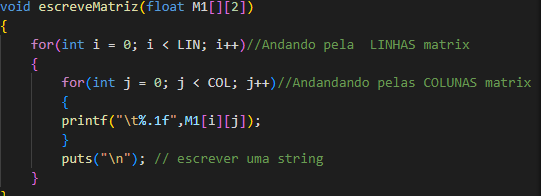 void escreveMatriz(float M1[][2])
{
for(int i = 0; i < LIN; i++)//Andando pela  LINHAS matrix
{
for(int j = 0; j < COL; j++)//Andandando pelas COLUNAS matrix
{
printf("\t%.1f",M1[i][j]);
}
puts("\n"); // escrever uma string
}
}